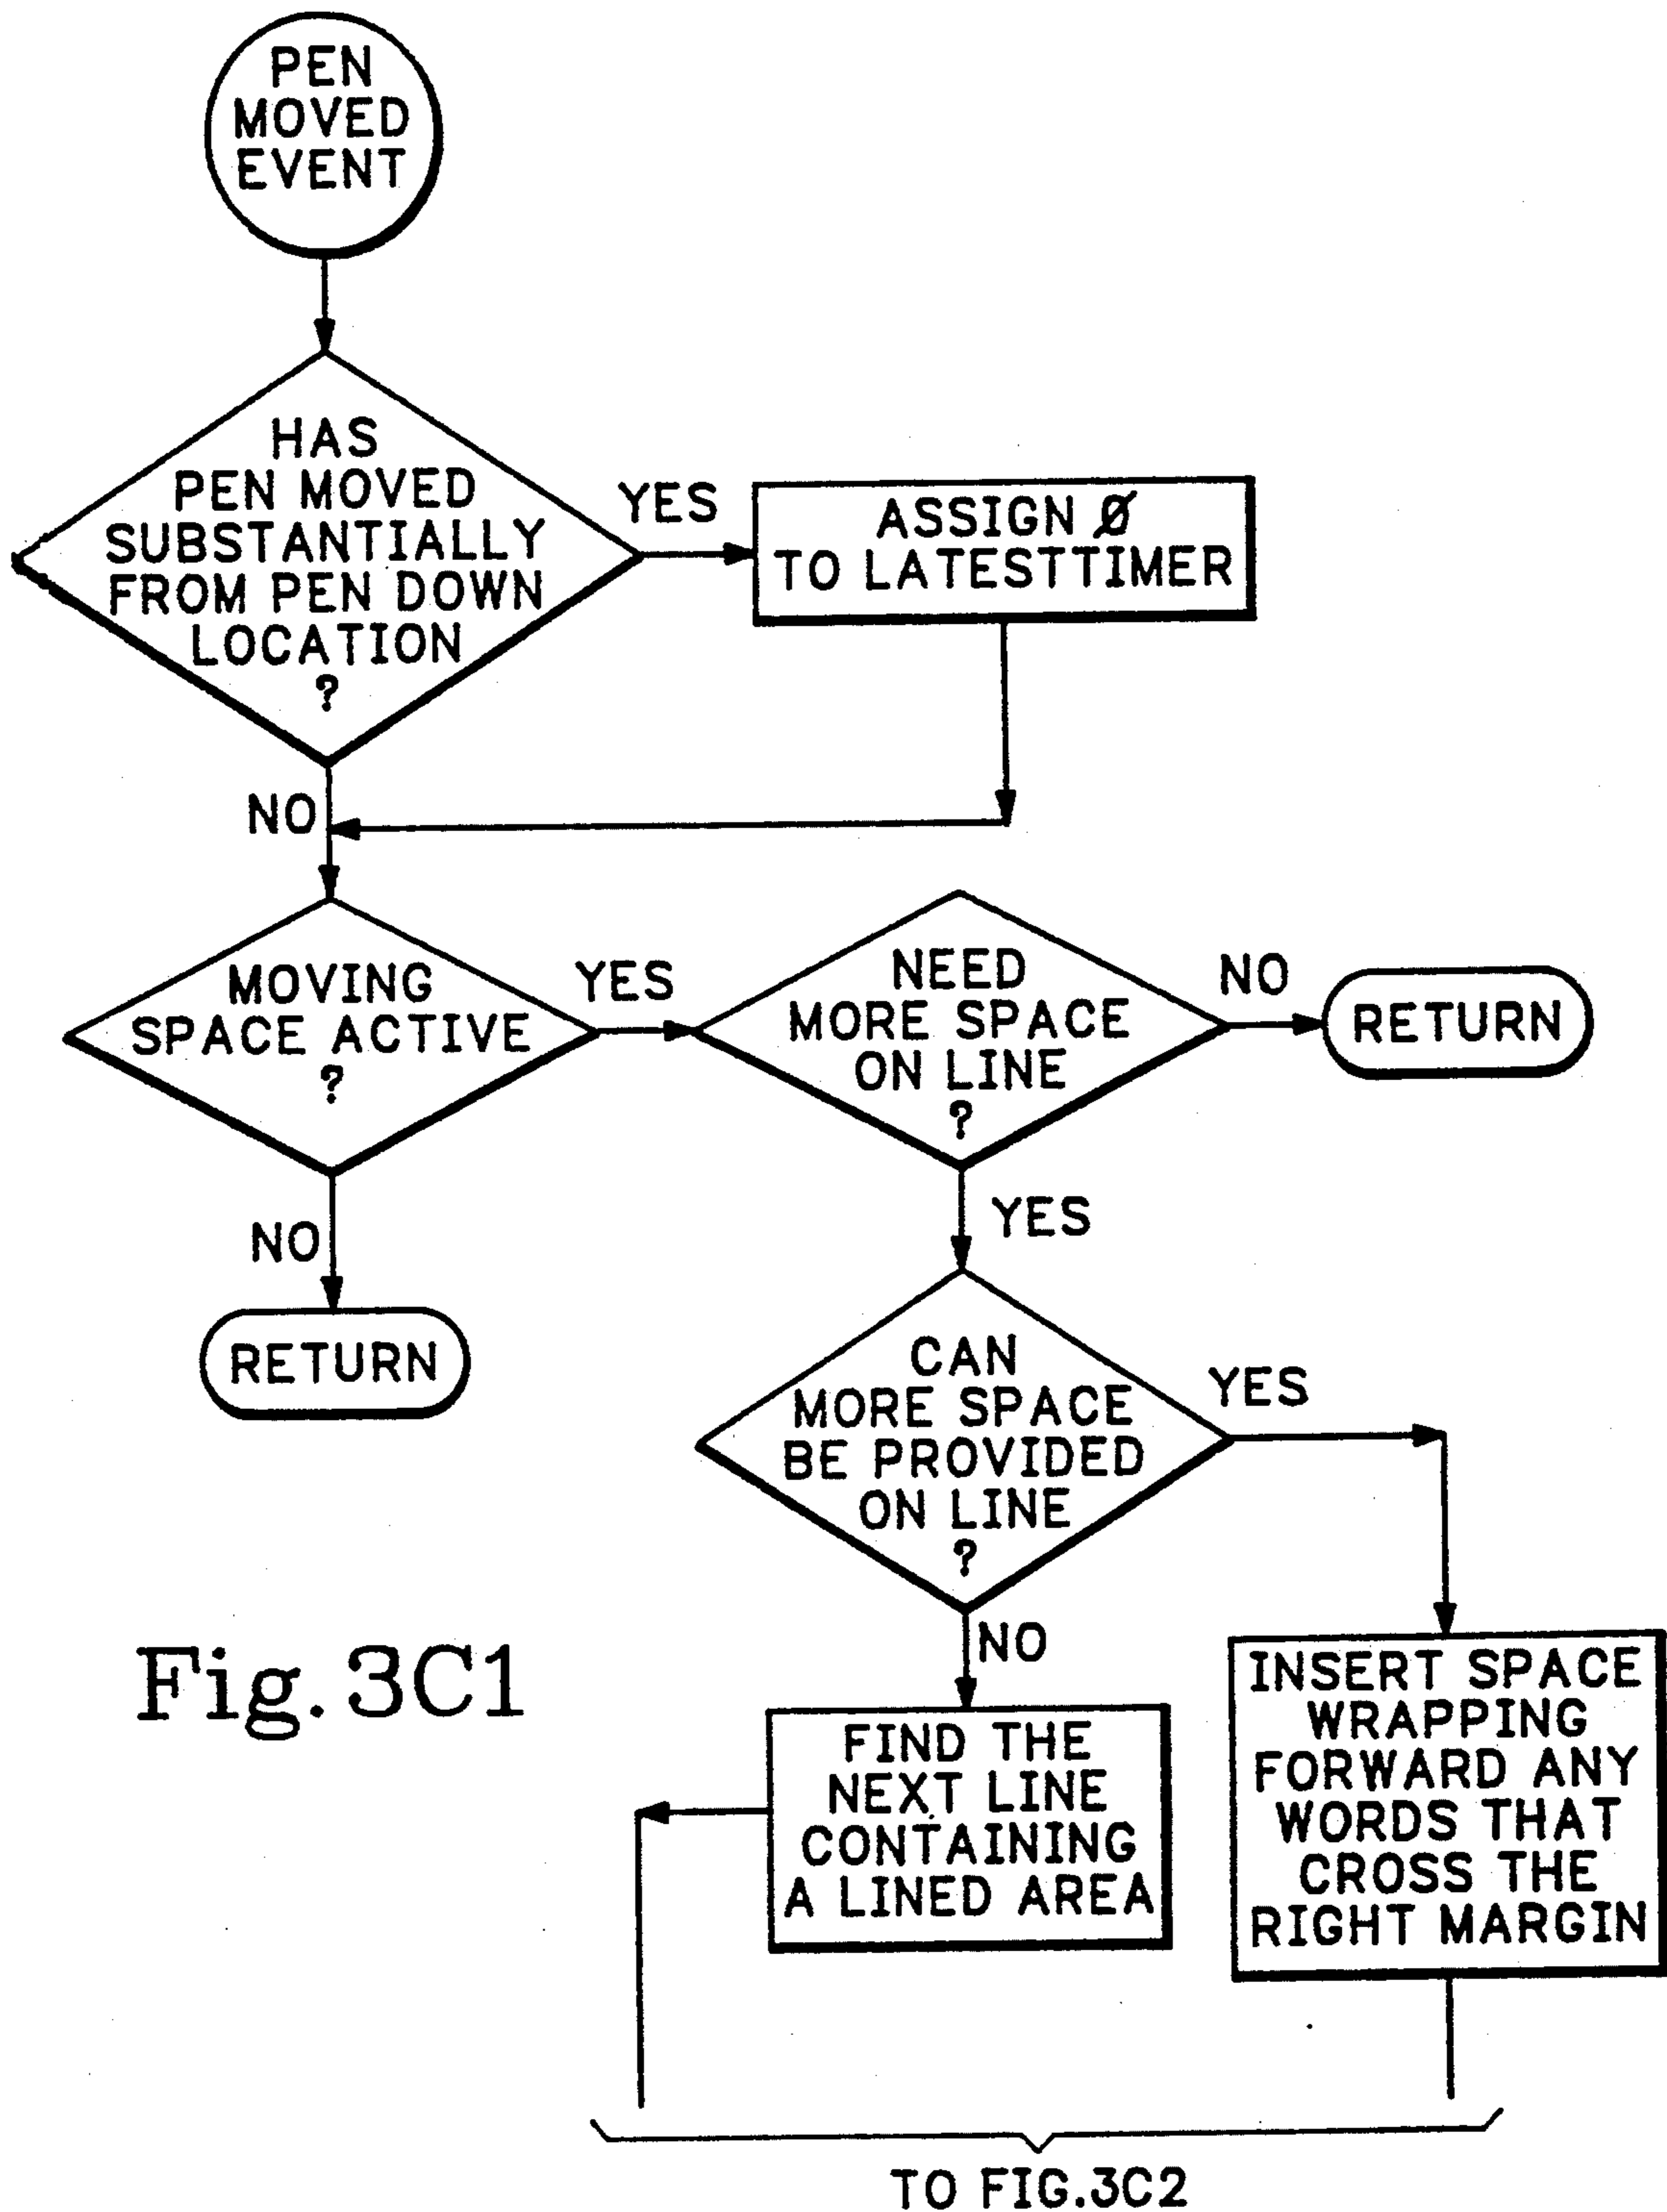 PEN
MOVED
EVENT
HAS
PEN MOVED
SUBSTANTIALLY
FROM PEN DOWN
LOCATION
?
YES
ASSIGN Ø
TO LATESTTIMER
NO
MOVING
SPACE ACTIVE
?
YES
NEED
MORE SPACE
ON LINE
?
NO
RETURN
NO
RETURN
YES
CAN
MORE SPACE
BE PROVIDED
ON LINE
?
YES
NO
FIND THE
NEXT LINE
CONTAINING
A LINED AREA
INSERT SPACE
WRAPPING
FORWARD ANY
WORDS THAT
CROSS THE
RIGHT MARGIN
Fig. 3C1
TO FIG.3C2